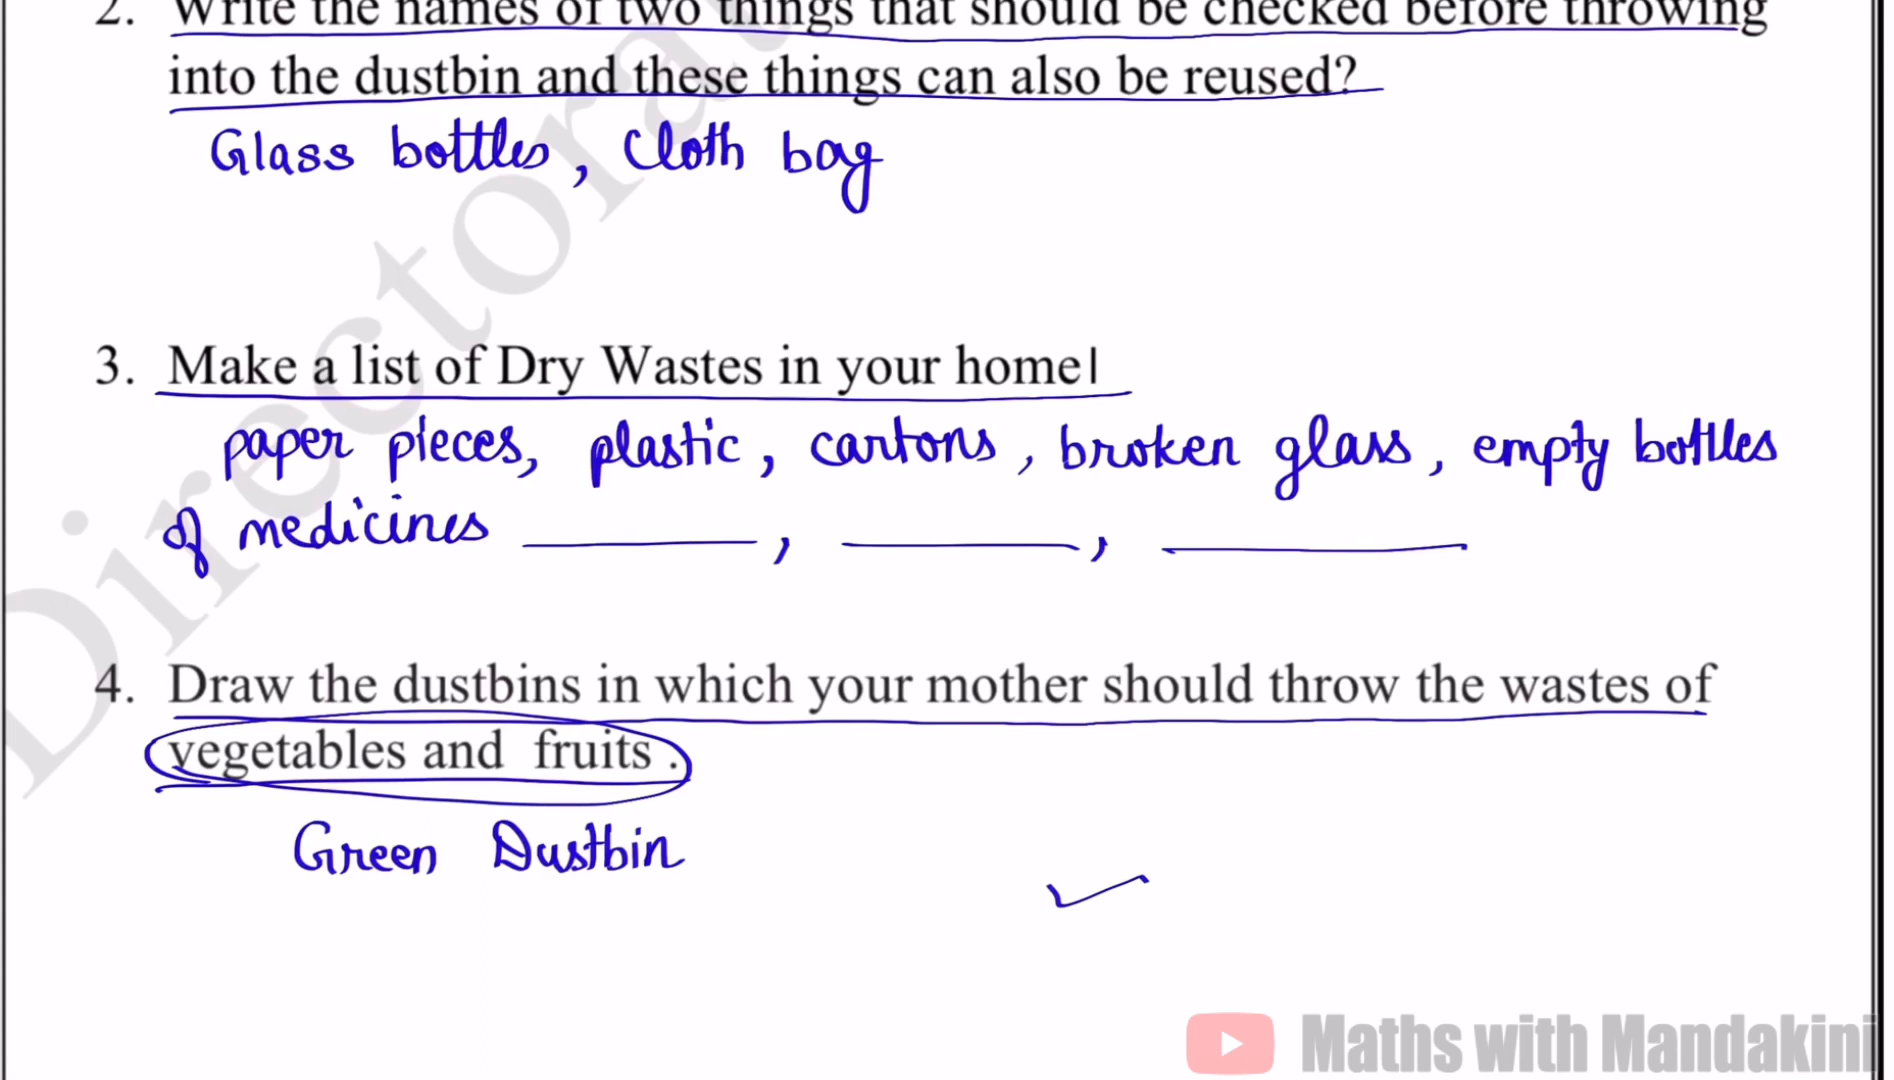 2. Write the names of two things that should be checked before throwing
into the dustbin and these things can also be reused?
Glass bottles, Cloth bag
3. Make a list of Dry Wastes in your home|
paper pieces, plastic, cartons, broken glass, empty bottles
of medicines ______, ______, ______
4. Draw the dustbins in which your mother should throw the wastes of
vegetables and fruits .
Green Dustbin
Directorat
Maths with Mandakini